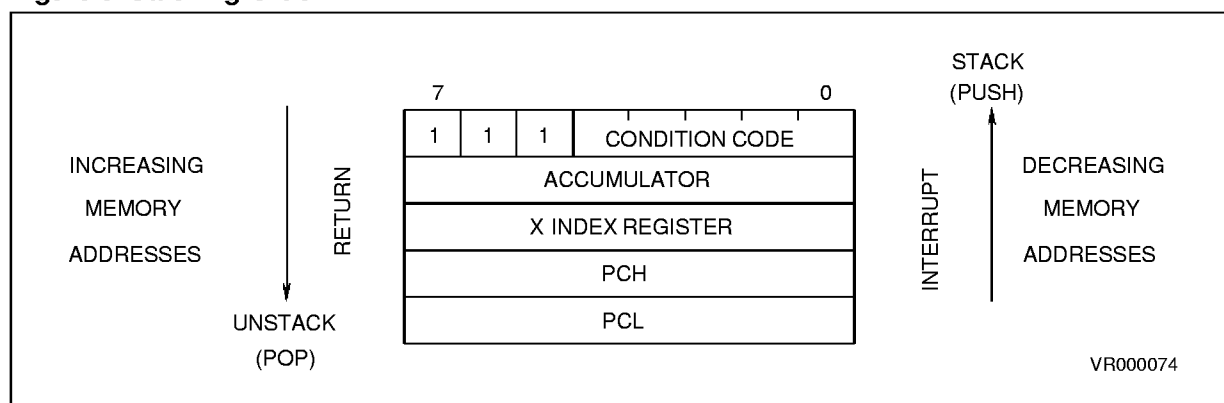 7 0
1 1 1 CONDITION CODE
ACCUMULATOR
X INDEX REGISTER
PCH
PCL
INCREASING
MEMORY
ADDRESSES
RETURN
UNSTACK
(POP)
STACK
(PUSH)
INTERRUPT
DECREASING
MEMORY
ADDRESSES
VR000074